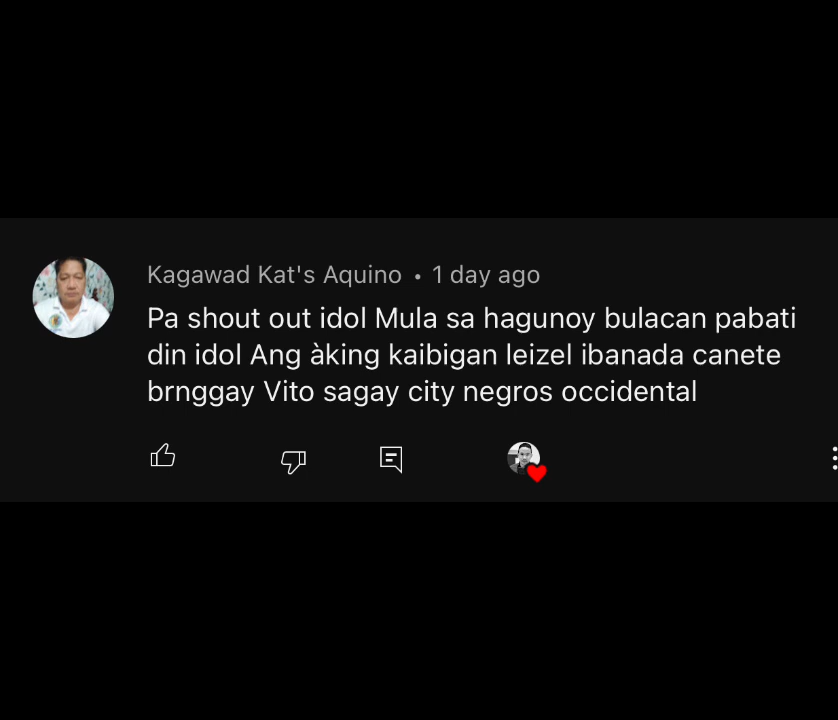 Kagawad Kat's Aquino • 1 day ago
Pa shout out idol Mula sa hagunoy bulacan pabati
din idol Ang àking kaibigan leizel ibanada canete
brnggay Vito sagay city negros occidental